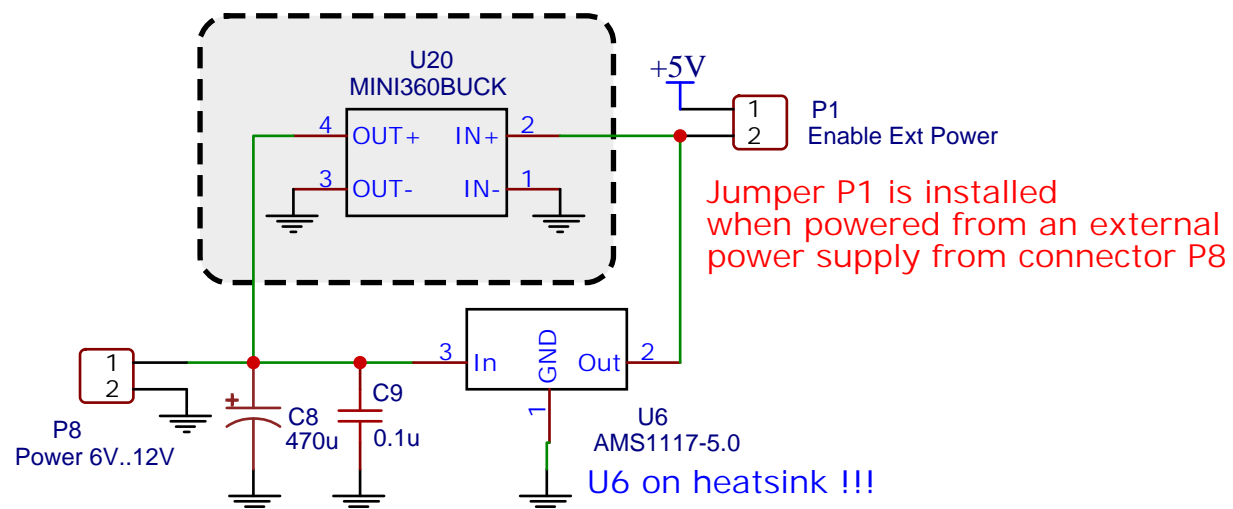 U20
MINI360BUCK
4 OUT+ IN+ 2
3 OUT- IN- 1
+5V
1
2
P1
Enable Ext Power
Jumper P1 is installed
when powered from an external
power supply from connector P8
1
2
P8
Power 6V..12V
+
C8
470u
C9
0.1u
3 In GND Out 2
1
U6
AMS1117-5.0
U6 on heatsink !!!